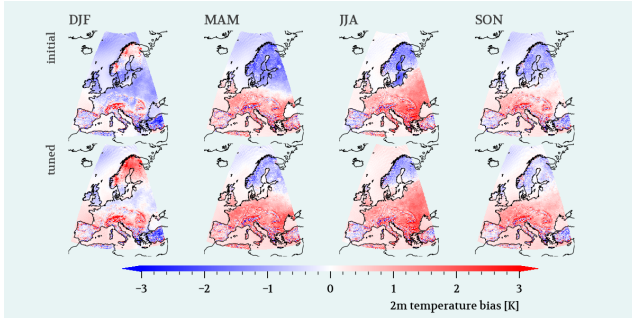 DJF MAM JJA SON
initial
tuned
−3 −2 −1 0 1 2 3
2m temperature bias [K]